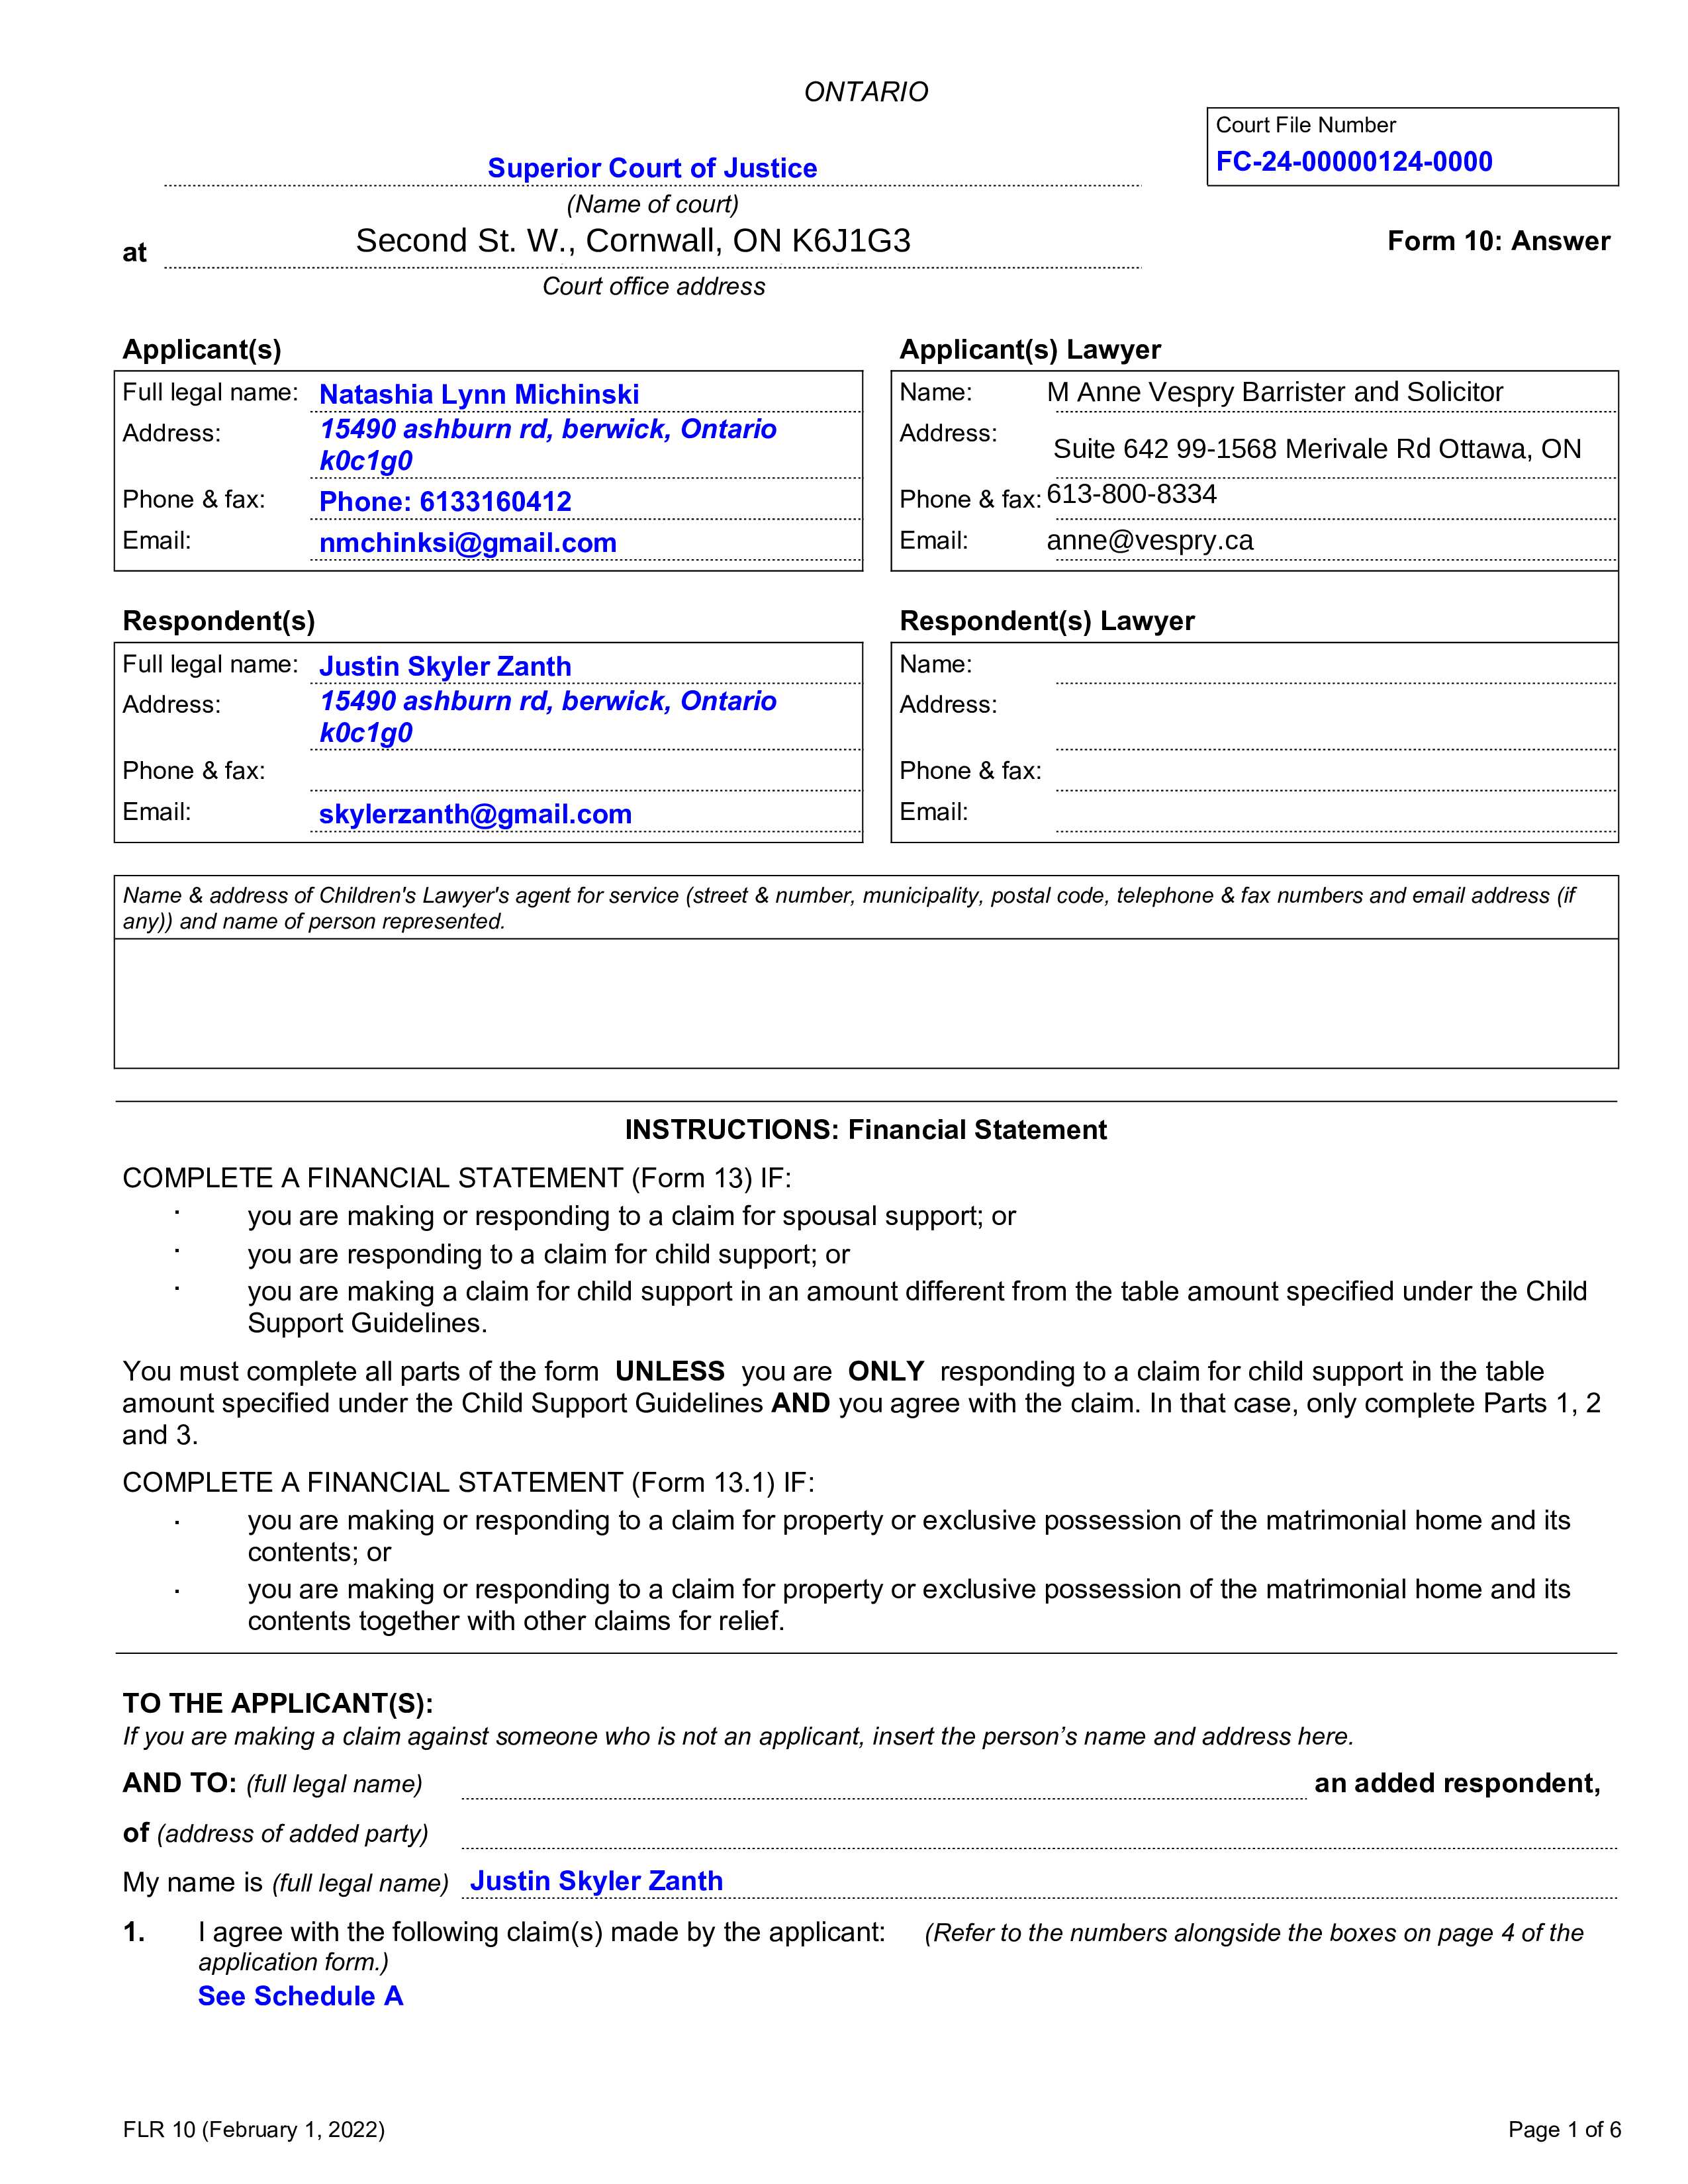 ONTARIO
Court File Number
FC-24-00000124-0000
Superior Court of Justice
(Name of court)
at Second St. W., Cornwall, ON K6J1G3
Form 10: Answer
Court office address
Applicant(s)
Full legal name: Natashia Lynn Michinski
Address: 15490 ashburn rd, berwick, Ontario
k0c1g0
Phone & fax: Phone: 6133160412
Email: nmchinksi@gmail.com
Applicant(s) Lawyer
Name: M Anne Vespry Barrister and Solicitor
Address: Suite 642 99-1568 Merivale Rd Ottawa, ON
Phone & fax: 613-800-8334
Email: anne@vespry.ca
Respondent(s)
Full legal name: Justin Skyler Zanth
Address: 15490 ashburn rd, berwick, Ontario
k0c1g0
Phone & fax:
Email: skylerzanth@gmail.com
Respondent(s) Lawyer
Name:
Address:
Phone & fax:
Email:
Name & address of Children's Lawyer's agent for service (street & number, municipality, postal code, telephone & fax numbers and email address (if
any)) and name of person represented.
INSTRUCTIONS: Financial Statement
COMPLETE A FINANCIAL STATEMENT (Form 13) IF:
· you are making or responding to a claim for spousal support; or
· you are responding to a claim for child support; or
· you are making a claim for child support in an amount different from the table amount specified under the Child
Support Guidelines.
You must complete all parts of the form UNLESS you are ONLY responding to a claim for child support in the table
amount specified under the Child Support Guidelines AND you agree with the claim. In that case, only complete Parts 1, 2
and 3.
COMPLETE A FINANCIAL STATEMENT (Form 13.1) IF:
· you are making or responding to a claim for property or exclusive possession of the matrimonial home and its
contents; or
· you are making or responding to a claim for property or exclusive possession of the matrimonial home and its
contents together with other claims for relief.
TO THE APPLICANT(S):
If you are making a claim against someone who is not an applicant, insert the person’s name and address here.
AND TO: (full legal name) an added respondent,
of (address of added party)
My name is (full legal name) Justin Skyler Zanth
1. I agree with the following claim(s) made by the applicant: (Refer to the numbers alongside the boxes on page 4 of the
application form.)
See Schedule A
FLR 10 (February 1, 2022)
Page 1 of 6